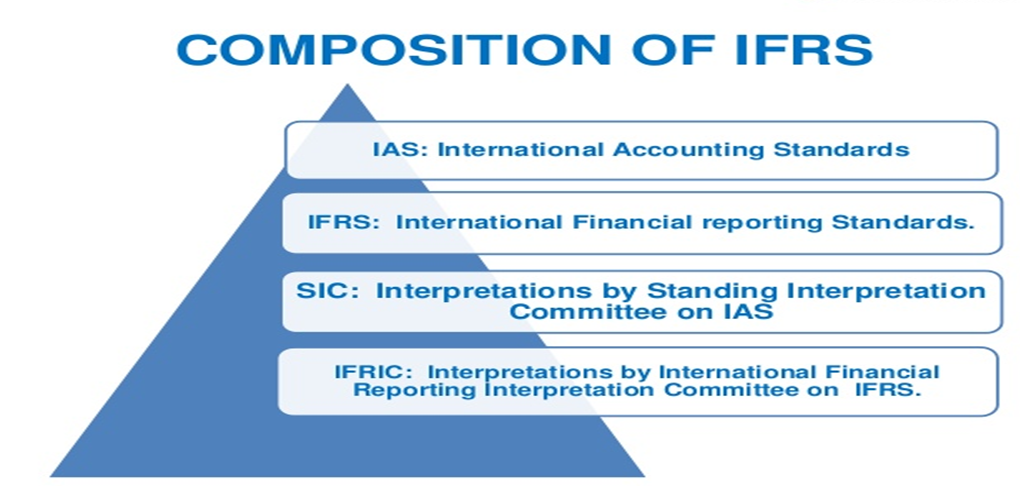 COMPOSITION OF IFRS
IAS: International Accounting Standards
IFRS: International Financial reporting Standards.
SIC: Interpretations by Standing Interpretation
Committee on IAS
IFRIC: Interpretations by International Financial
Reporting Interpretation Committee on IFRS.